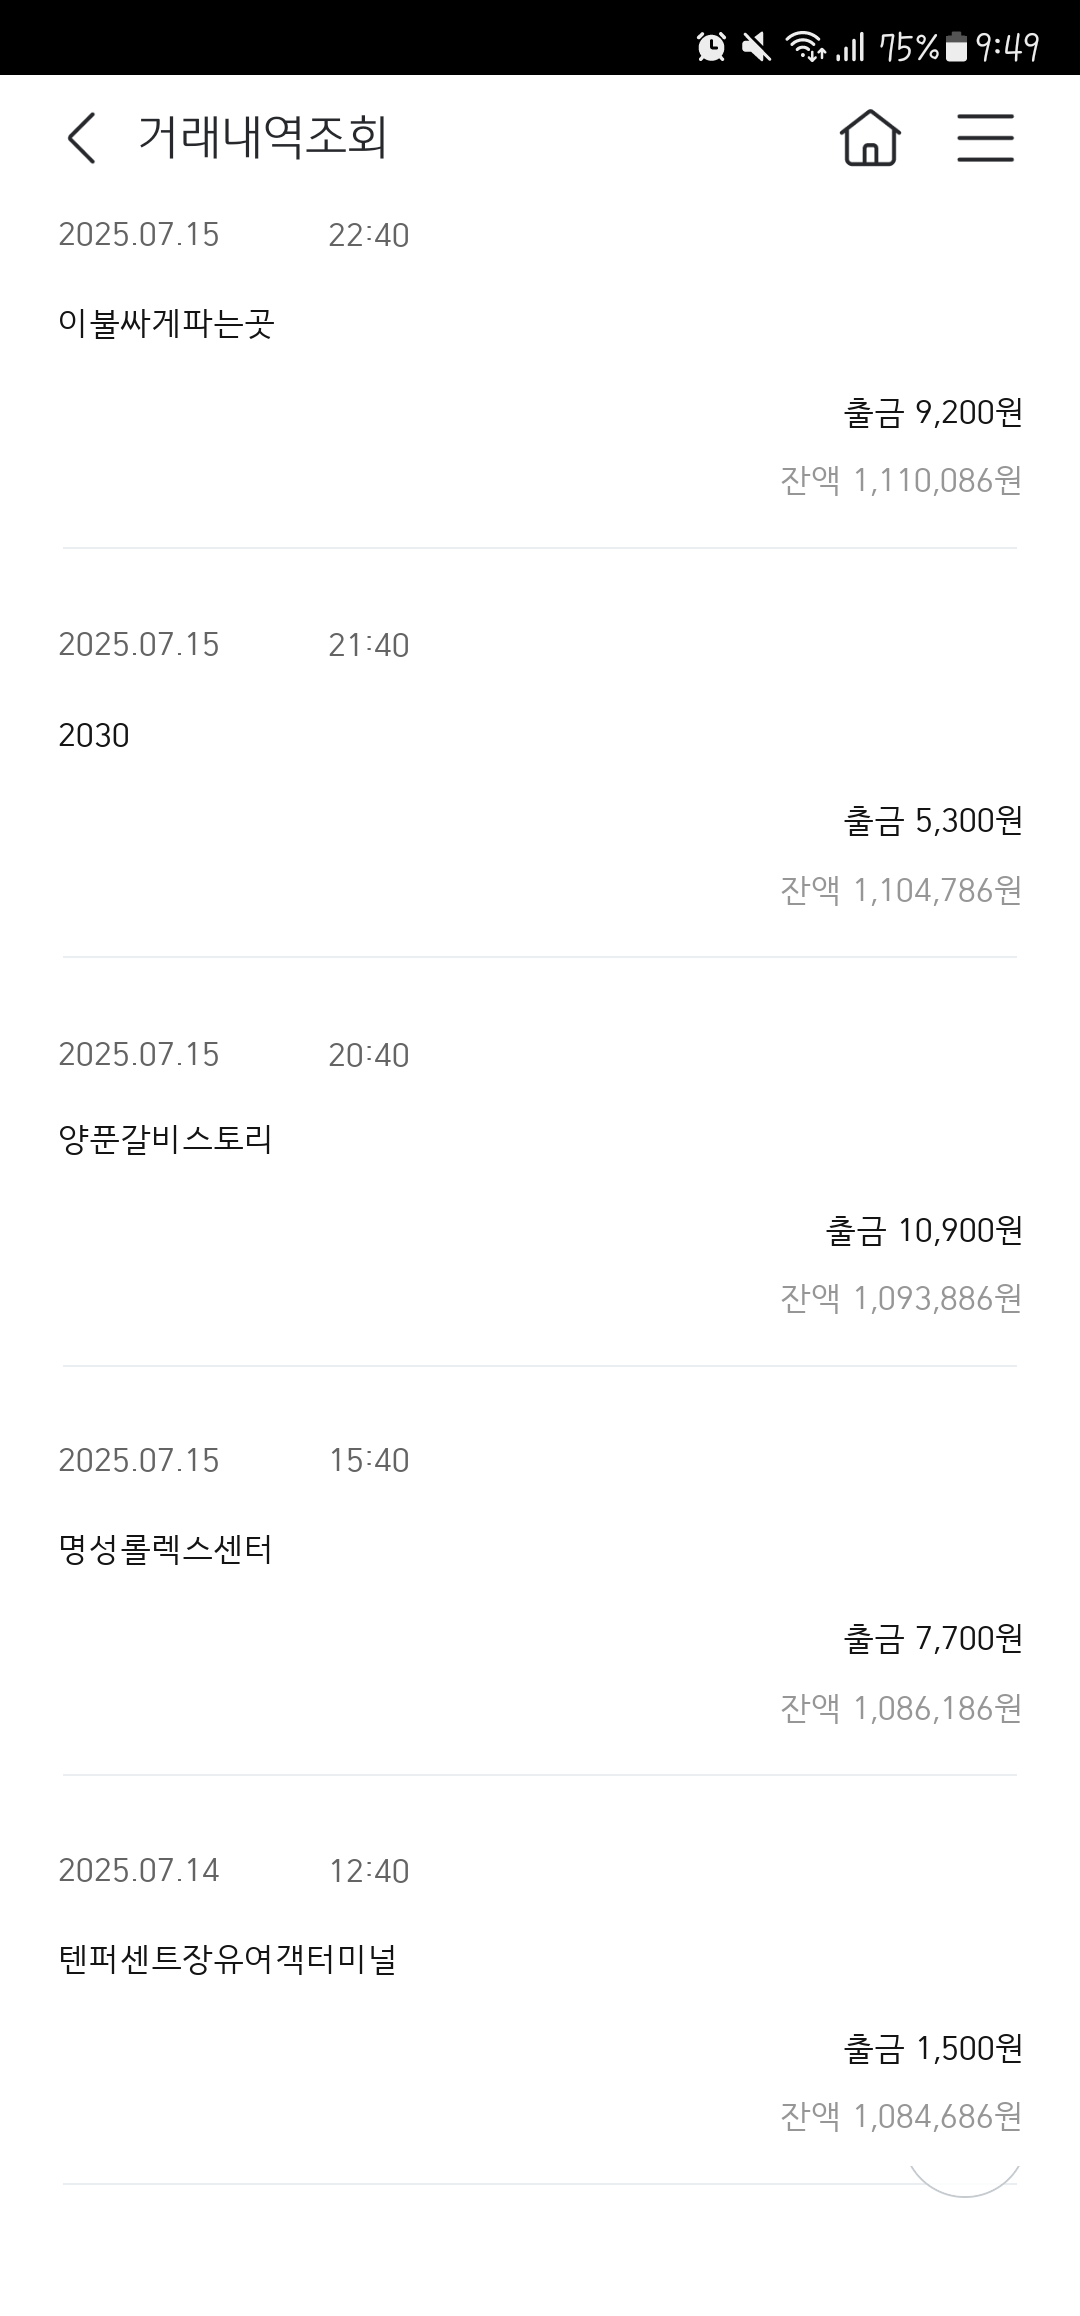 75% 9:49
거래내역조회
2025.07.15 22:40
이불싸게파는곳
출금 9,200원
잔액 1,110,086원
2025.07.15 21:40
2030
출금 5,300원
잔액 1,104,786원
2025.07.15 20:40
양푼갈비스토리
출금 10,900원
잔액 1,093,886원
2025.07.15 15:40
명성롤렉스센터
출금 7,700원
잔액 1,086,186원
2025.07.14 12:40
텐퍼센트장유여객터미널
출금 1,500원
잔액 1,084,686원